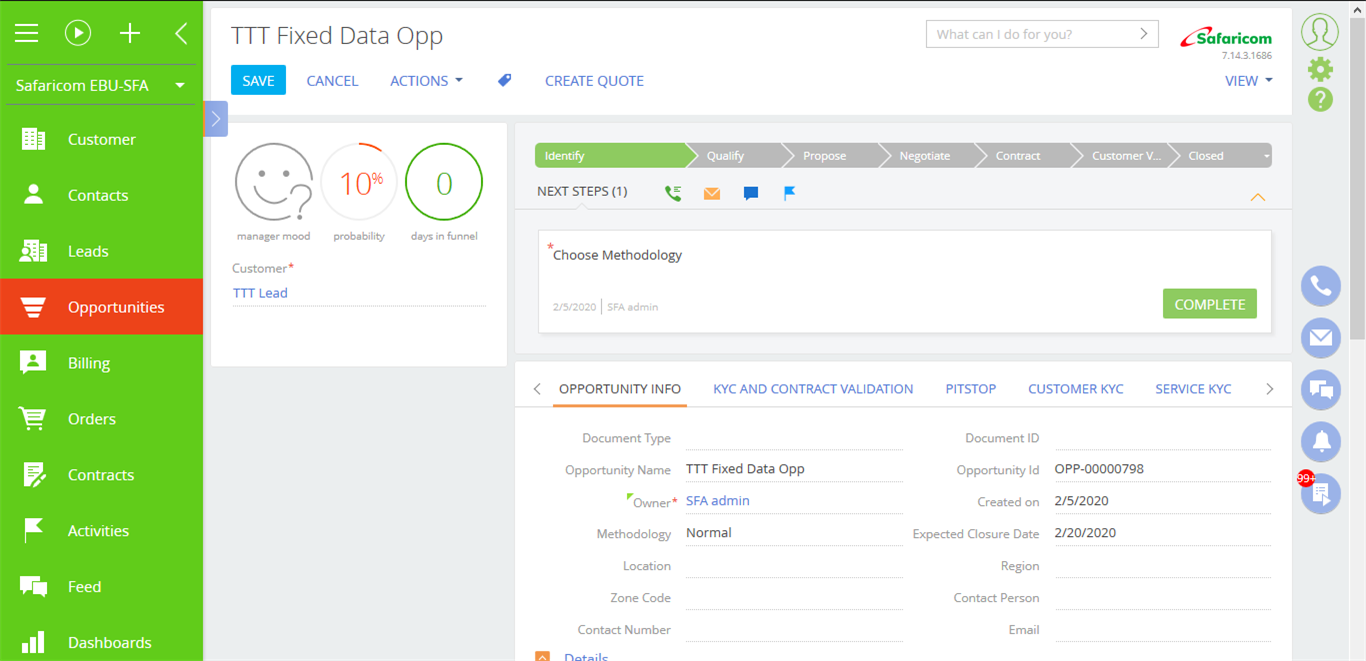 TTT Fixed Data Opp
What can I do for you?
Safaricom
7.14.3.1686
SAVE
CANCEL
ACTIONS
CREATE QUOTE
VIEW
Safaricom EBU-SFA
Customer
Contacts
Leads
Opportunities
Billing
Orders
Contracts
Activities
Feed
Dashboards
10%
0
manager mood
probability
days in funnel
Customer*
TTT Lead
Identify
Qualify
Propose
Negotiate
Contract
Customer V...
Closed
NEXT STEPS (1)
*Choose Methodology
2/5/2020
SFA admin
COMPLETE
OPPORTUNITY INFO
KYC AND CONTRACT VALIDATION
PITSTOP
CUSTOMER KYC
SERVICE KYC
Document Type
Document ID
Opportunity Name TTT Fixed Data Opp
Opportunity Id OPP-00000798
Owner* SFA admin
Created on 2/5/2020
Methodology Normal
Expected Closure Date 2/20/2020
Location
Region
Zone Code
Contact Person
Contact Number
Email
Details
?
99+